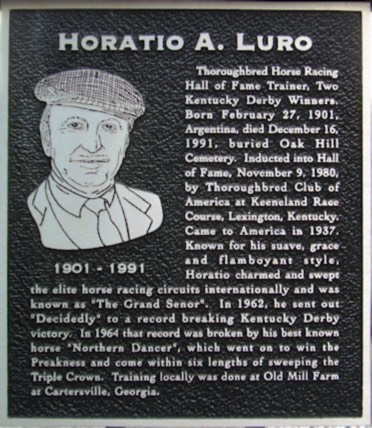 HORATIO A. LURO
Thoroughbred Horse Racing
Hall of Fame Trainer, Two
Kentucky Derby Winners.
Born February 27, 1901,
Argentina, died December 16,
1991, buried Oak Hill
Cemetery. Inducted into Hall
of Fame, November 9, 1980,
by Thoroughbred Club of
America at Keeneland Race
Course, Lexington, Kentucky.
Came to America in 1937.
Known for his suave, grace
and flamboyant style,
Horatio charmed and swept
1901 - 1991
the elite horse racing circuits internationally and was
known as "The Grand Senor". In 1962, he sent out
"Decidedly" to a record breaking Kentucky Derby
victory. In 1964 that record was broken by his best known
horse "Northern Dancer", which went on to win the
Preakness and come within six lengths of sweeping the
Triple Crown. Training locally was done at Old Mill Farm
at Cartersville, Georgia.